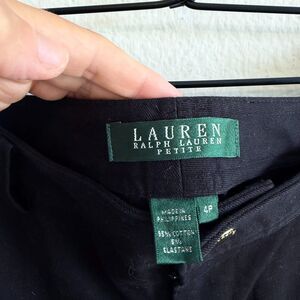 LAUREN
RALPH LAUREN
PETITE
MADE IN
PHILIPPINES
4P
95% COTTON
5%
ELASTANE